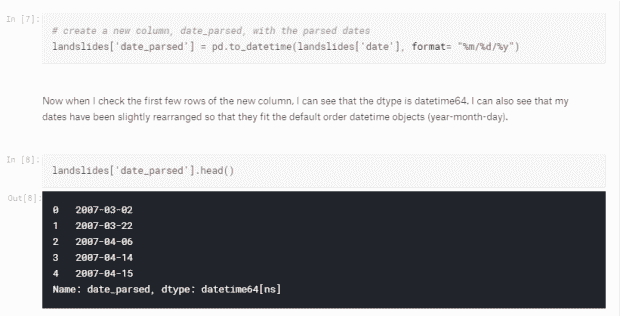 In [7]:
# create a new column, date_parsed, with the parsed dates
landslides['date_parsed'] = pd.to_datetime(landslides['date'], format= "%m/%d/%y")
Now when I check the first few rows of the new column, I can see that the dtype is datetime64. I can also see that my
dates have been slightly rearranged so that they fit the default order datetime objects (year-month-day).
In [8]:
landslides['date_parsed'].head()
Out[8]:
0 2007-03-02
1 2007-03-22
2 2007-04-06
3 2007-04-14
4 2007-04-15
Name: date_parsed, dtype: datetime64[ns]